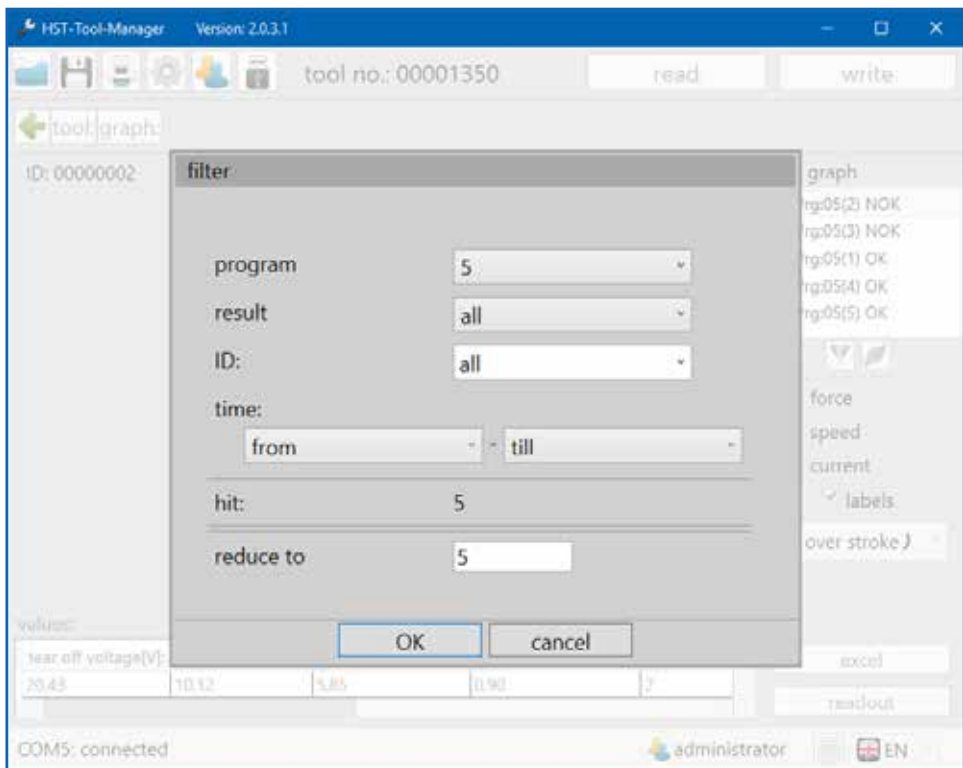 HST-Tool-Manager Version: 2.0.3.1
tool no.: 00001350 read write
tool: graph:
ID: 00000002
filter
graph
rg:05(2) NOK
rg:05(3) NOK
rg:05(1) OK
rg:05(4) OK
rg:05(5) OK
program 5
result all
ID: all
time:
from - till
hit: 5
reduce to 5
OK cancel
force
speed
current
labels
over stroke
values:
tear off voltage[V]:
20,43 10,12 5,85 0,90 2
excel
readout
COM5: connected administrator EN